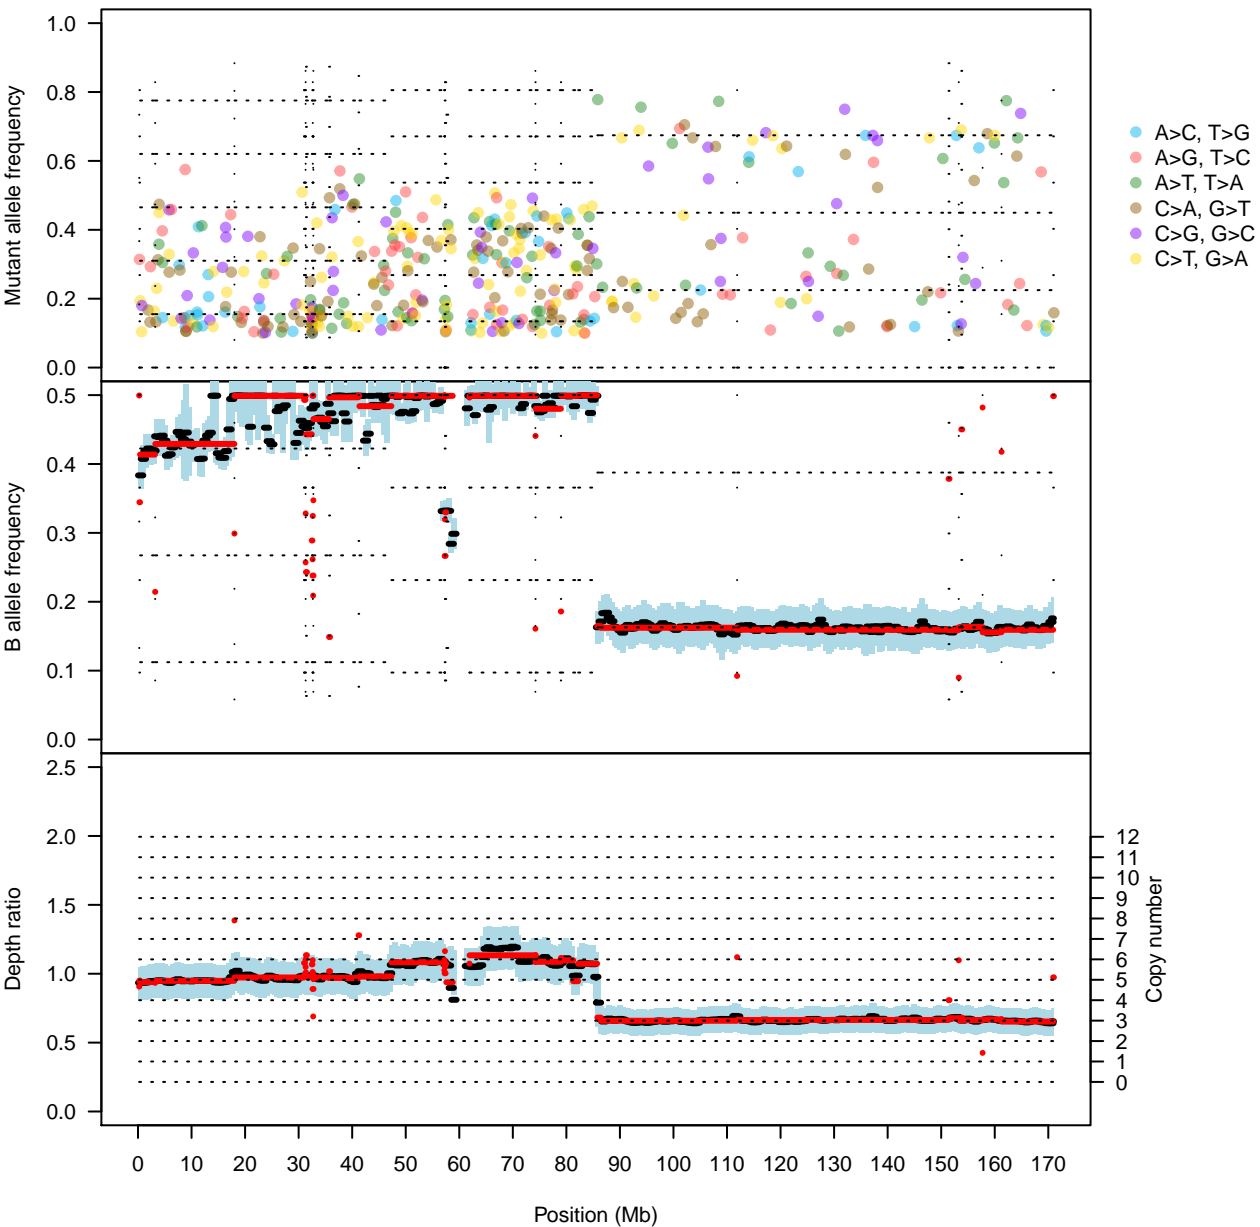 1.0
0.8
0.6
0.4
0.2
0.0
Mutant allele frequency
A>C, T>G
A>G, T>C
A>T, T>A
C>A, G>T
C>G, G>C
C>T, G>A
0.5
0.4
0.3
0.2
0.1
0.0
B allele frequency
2.5
2.0
1.5
1.0
0.5
0.0
Depth ratio
12
11
10
9
8
7
6
5
4
3
2
1
0
Copy number
0 10 20 30 40 50 60 70 80 90 100 110 120 130 140 150 160 170
Position (Mb)